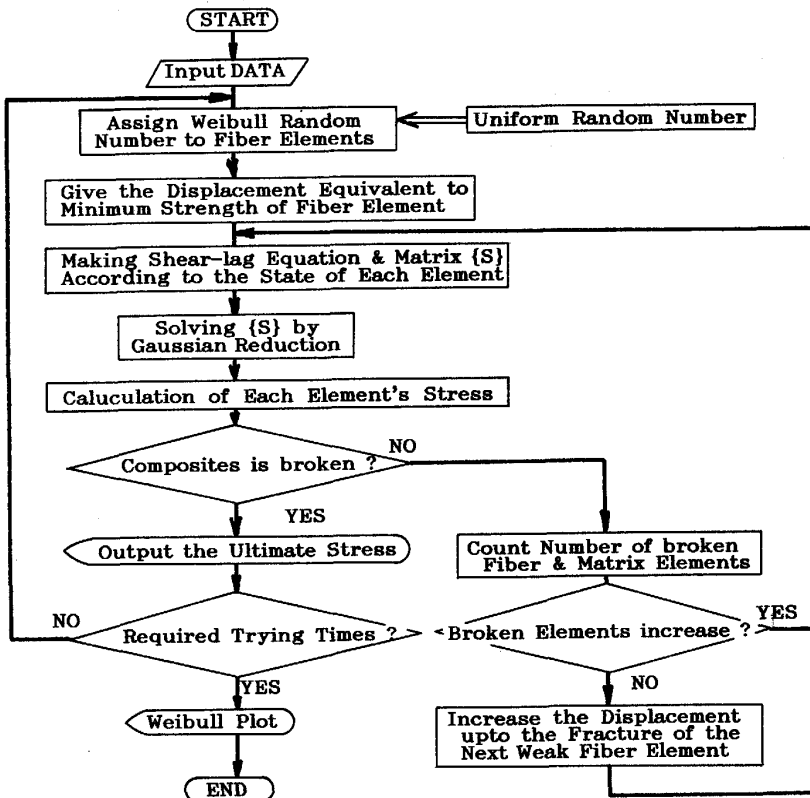 START
Input DATA
Assign Weibull Random
Number to Fiber Elements
Uniform Random Number
Give the Displacement Equivalent to
Minimum Strength of Fiber Element
Making Shear-lag Equation & Matrix {S}
According to the State of Each Element
Solving {S} by
Gaussian Reduction
Caluculation of Each Element's Stress
Composites is broken ?
NO
YES
Output the Ultimate Stress
Count Number of broken
Fiber & Matrix Elements
NO
Required Trying Times ?
Broken Elements increase ?
YES
YES
NO
Weibull Plot
Increase the Displacement
upto the Fracture of the
Next Weak Fiber Element
END